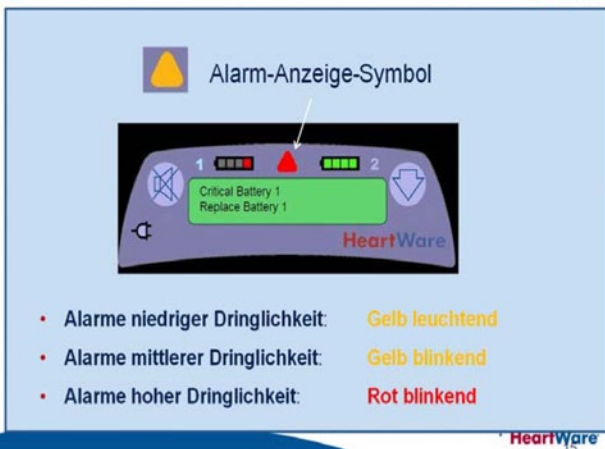 Alarm-Anzeige-Symbol
1 2
Critical Battery 1
Replace Battery 1
HeartWare
• Alarme niedriger Dringlichkeit: Gelb leuchtend
• Alarme mittlerer Dringlichkeit: Gelb blinkend
• Alarme hoher Dringlichkeit: Rot blinkend
HeartWare
15